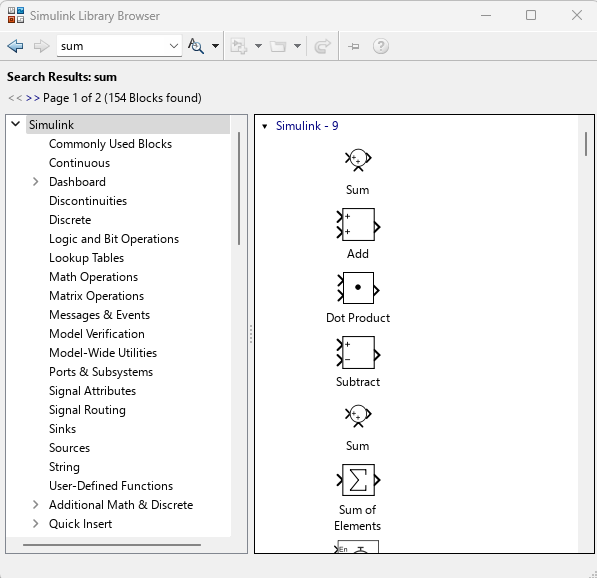 Simulink Library Browser
sum
Search Results: sum
<< >> Page 1 of 2 (154 Blocks found)
Simulink
Commonly Used Blocks
Continuous
Dashboard
Discontinuities
Discrete
Logic and Bit Operations
Lookup Tables
Math Operations
Matrix Operations
Messages & Events
Model Verification
Model-Wide Utilities
Ports & Subsystems
Signal Attributes
Signal Routing
Sinks
Sources
String
User-Defined Functions
Additional Math & Discrete
Quick Insert
Simulink - 9
Sum
Add
Dot Product
Subtract
Sum
Sum of
Elements
En